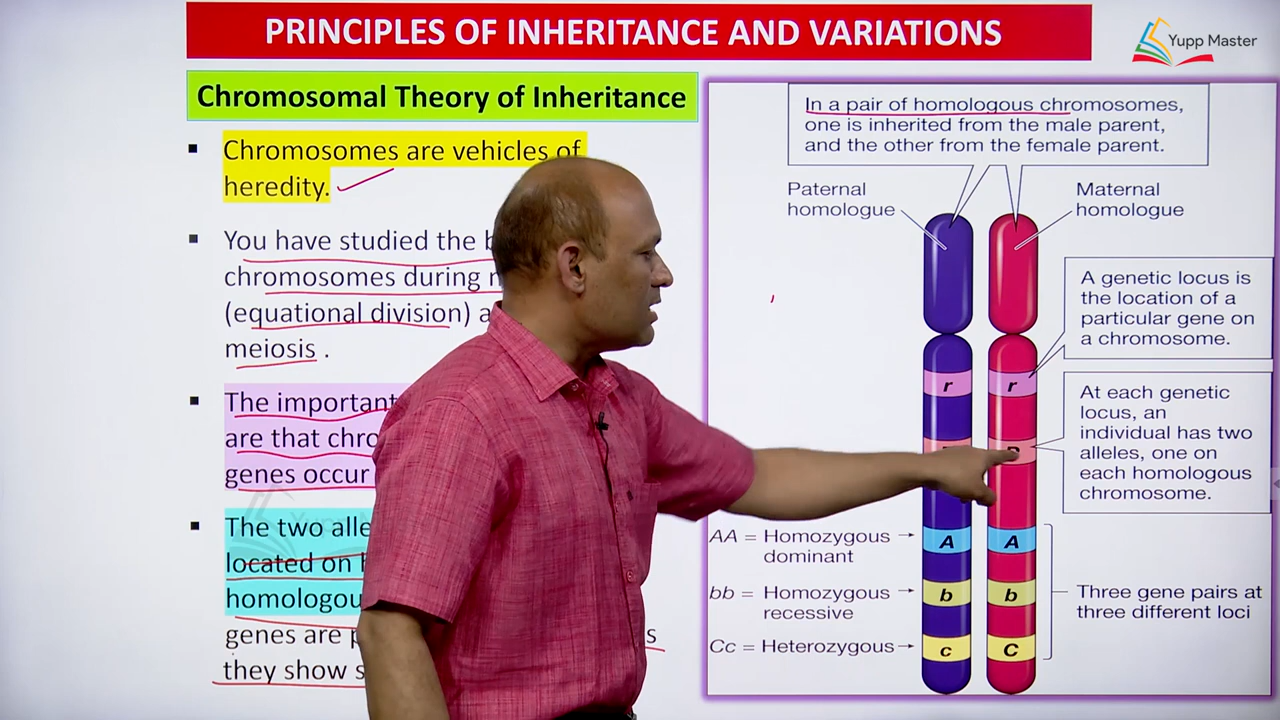 PRINCIPLES OF INHERITANCE AND VARIATIONS
Yupp Master
Chromosomal Theory of Inheritance
Chromosomes are vehicles of
heredity.
You have studied the
chromosomes during
(equational division)
meiosis .
The important
are that
genes occur
The two
located on
genes are
s
they show
In a pair of homologous chromosomes,
one is inherited from the male parent,
and the other from the female parent.
Paternal
homologue
Maternal
homologue
A genetic locus is
the location of a
particular gene on
a chromosome.
r r
At each genetic
locus, an
individual has two
alleles, one on
each homologous
chromosome.
AA = Homozygous
dominant
A A
bb = Homozygous
recessive
b b
Cc = Heterozygous
c C
Three gene pairs at
three different loci